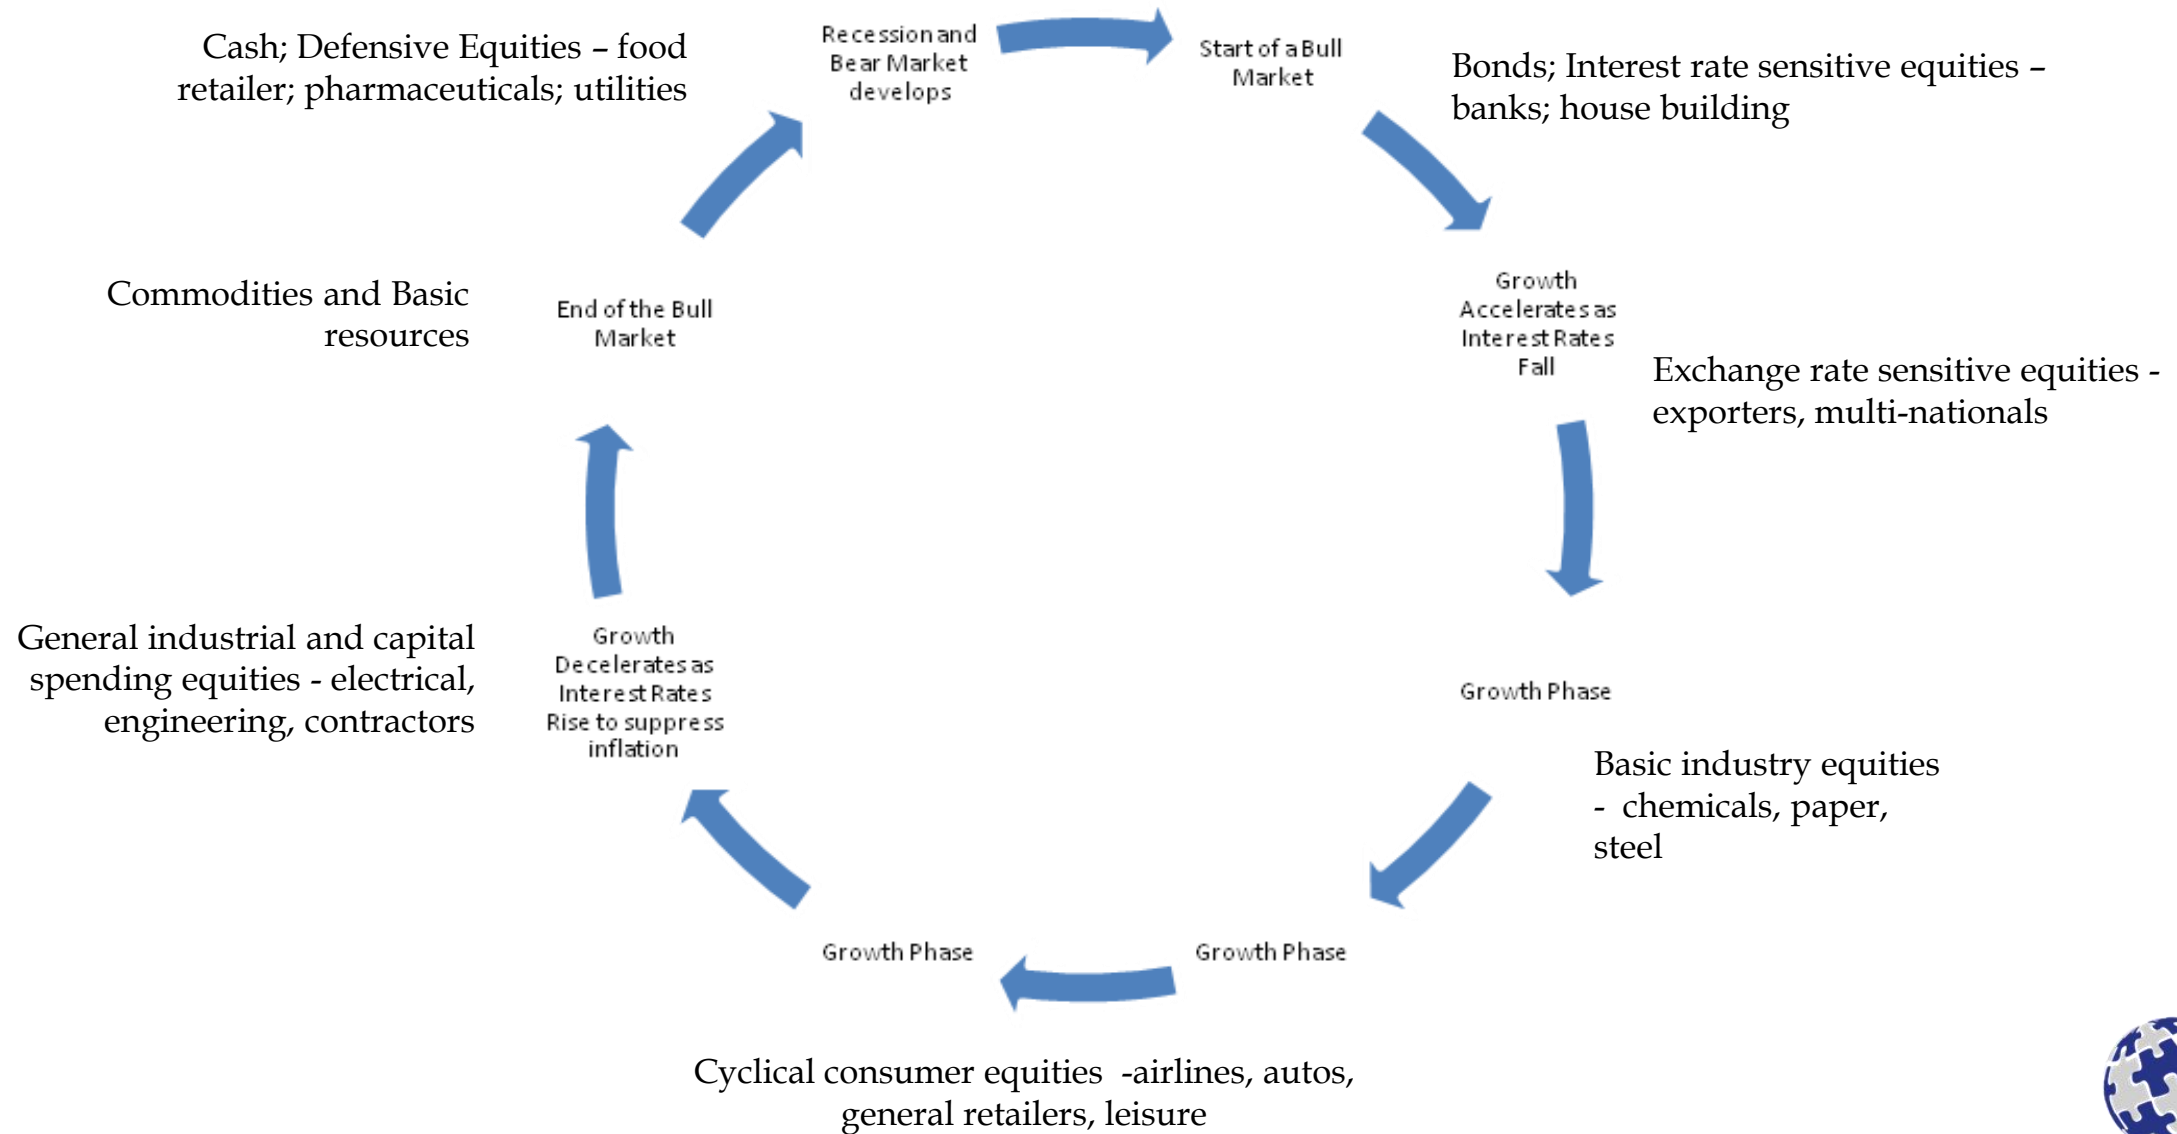 Cash; Defensive Equities – food
retailer; pharmaceuticals; utilities
Recession and
Bear Market
develops
Start of a Bull
Market
Bonds; Interest rate sensitive equities –
banks; house building
Growth
Accelerates as
Interest Rates
Fall
Exchange rate sensitive equities -
exporters, multi-nationals
Growth Phase
Basic industry equities
- chemicals, paper,
steel
Growth Phase
Growth Phase
Cyclical consumer equities -airlines, autos,
general retailers, leisure
Growth
Decelerates as
Interest Rates
Rise to suppress
inflation
General industrial and capital
spending equities - electrical,
engineering, contractors
End of the Bull
Market
Commodities and Basic
resources